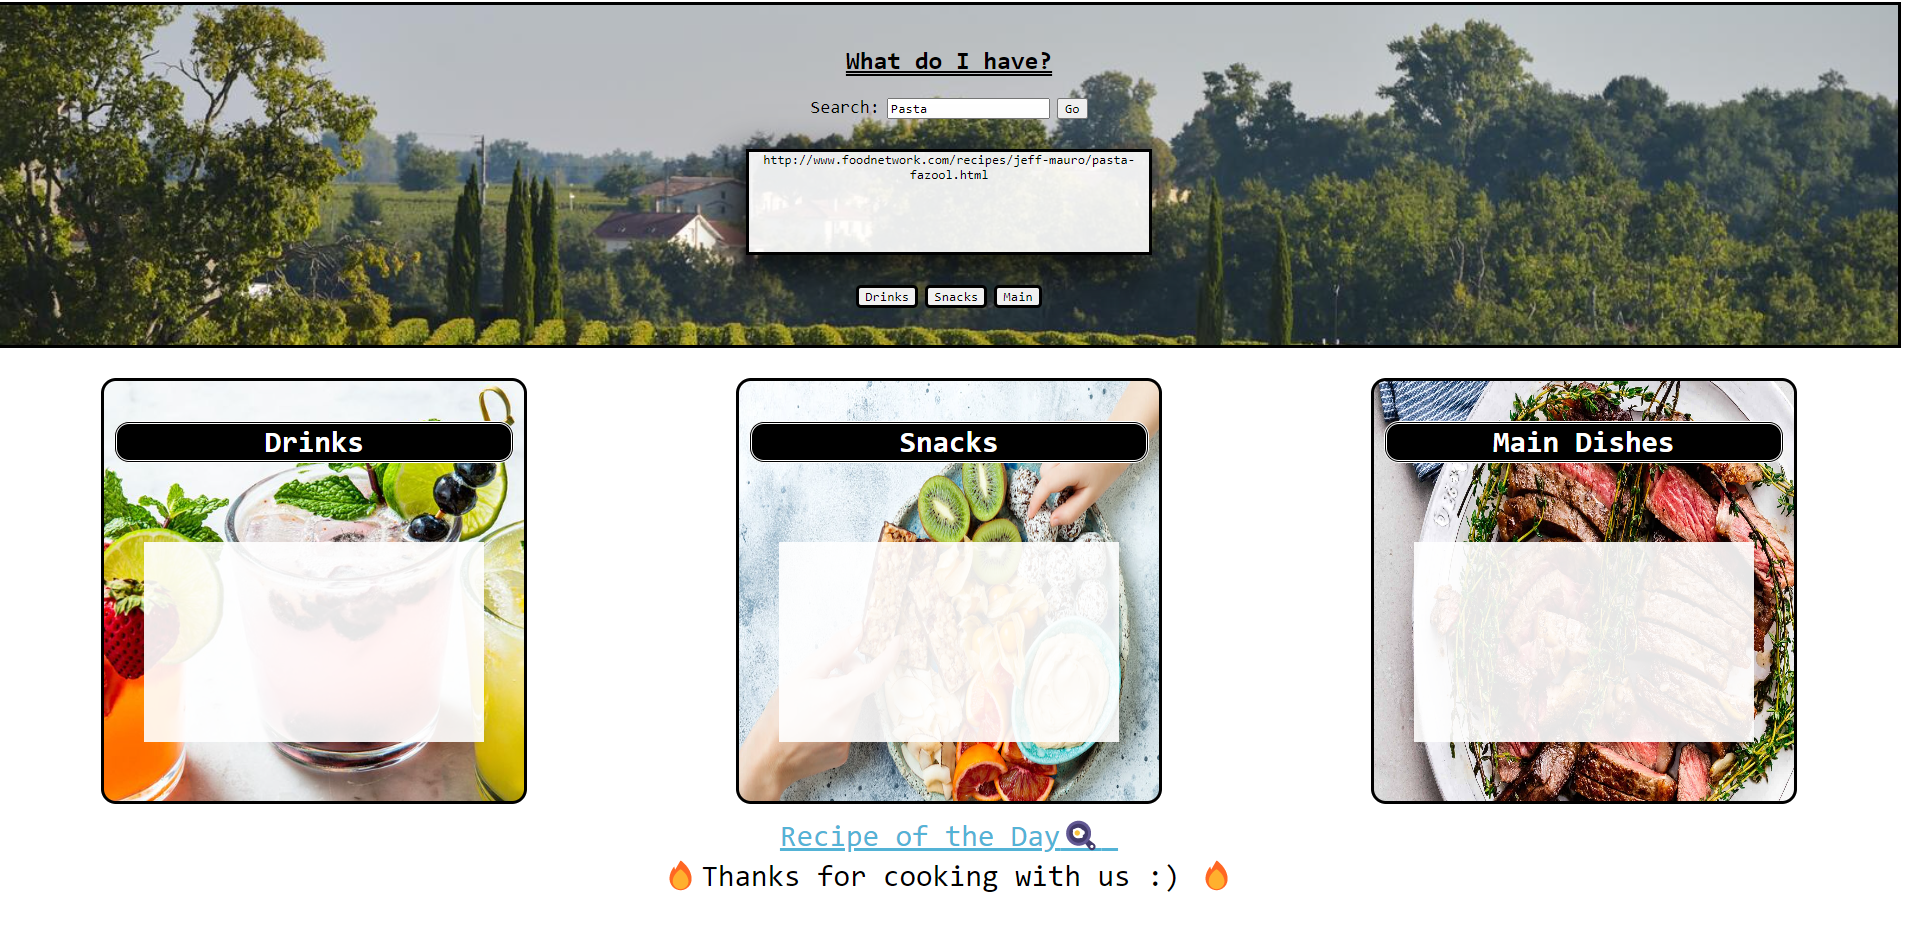 What do I have?
Search: Pasta Go
http://www.foodnetwork.com/recipes/jeff-mauro/pasta-
fazool.html
Drinks Snacks Main
Drinks Snacks Main Dishes
Recipe of the Day🍳
🔥Thanks for cooking with us :) 🔥